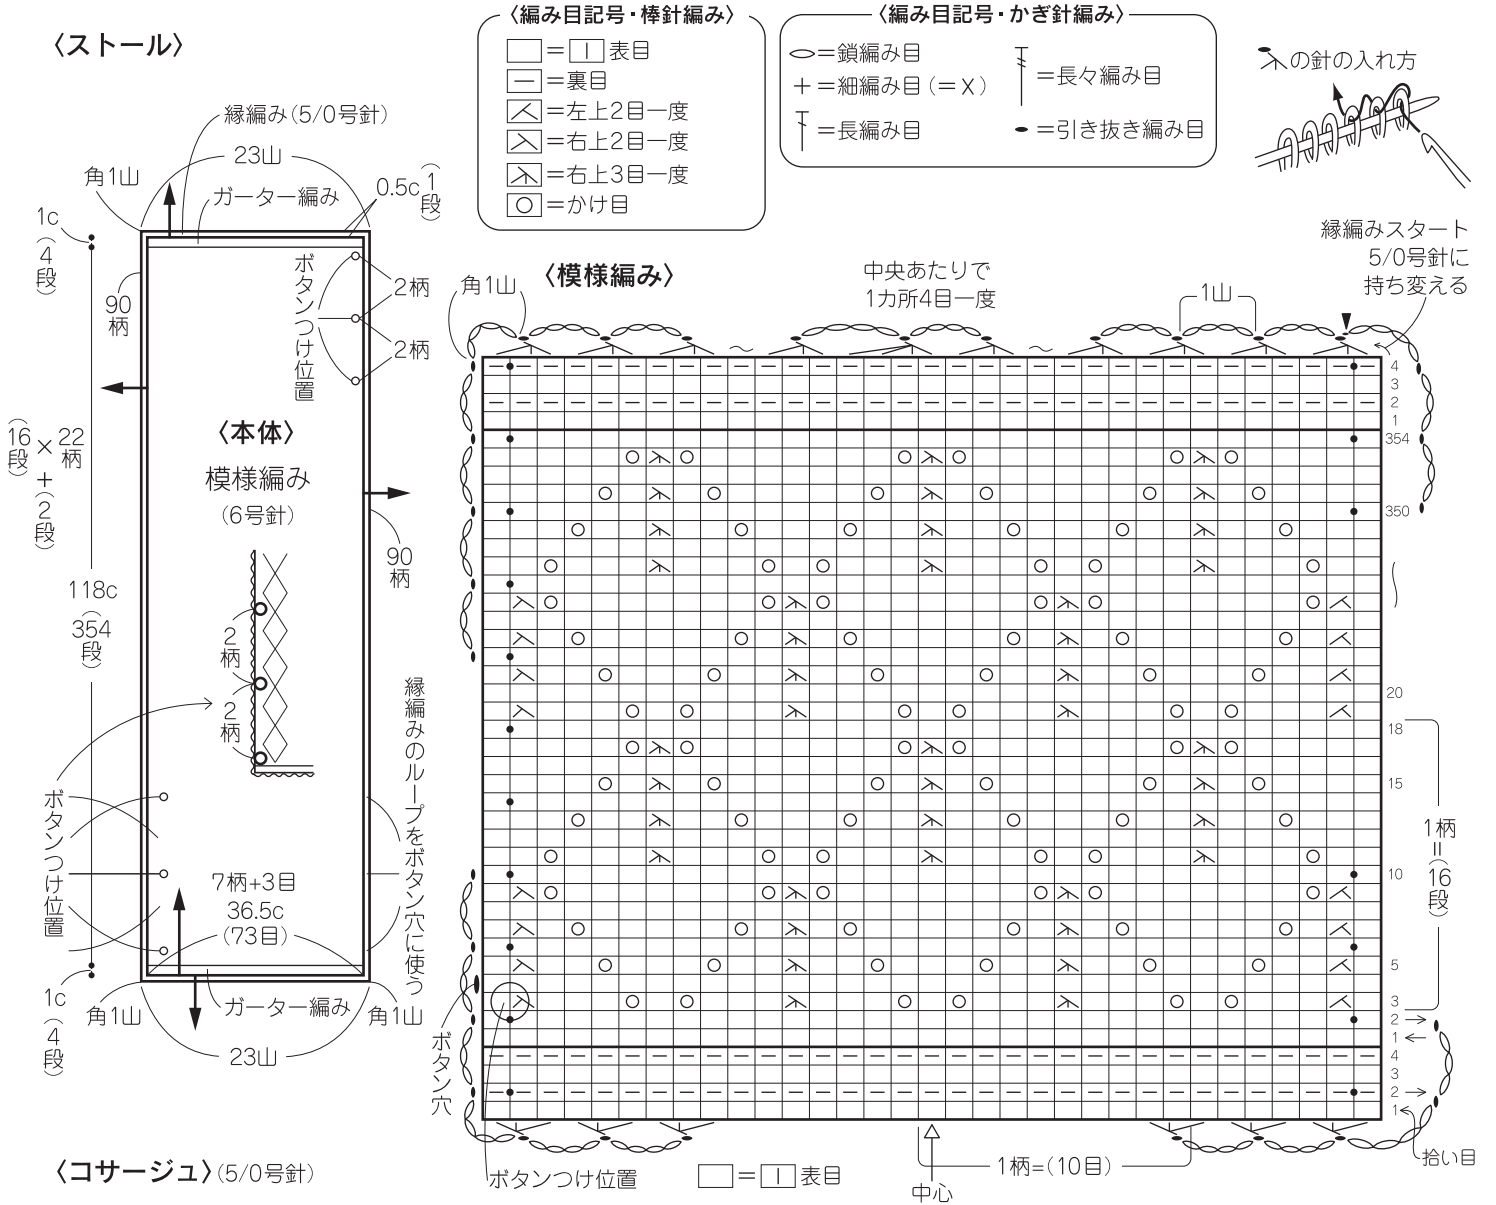 〈ストール〉
縁編み(5/0号針)
23山
角1山
ガーター編み
0.5c(1段)
1c
(4段)
90柄
ボタンつけ位置
2柄
2柄
22柄
×
(16段)
+
(2段)
118c
(354段)
〈本体〉
模様編み
(6号針)
90柄
2柄
2柄
ボタンつけ位置
縁編みのループをボタン穴に使う
7柄+3目
36.5c
(73目)
1c
(4段)
角1山
ガーター編み
角1山
23山
〈コサージュ〉(5/0号針)
〈編み目記号・棒針編み〉
=|表目
—=裏目
=左上2目一度
=右上2目一度
=右上3目一度
○=かけ目
〈編み目記号・かぎ針編み〉
=鎖編み目
+=細編み目(=X)
=長編み目
=長々編み目
=引き抜き編み目
の針の入れ方
〈模様編み〉
角1山
中央あたりで
1カ所4目一度
1山
縁編みスタート
5/0号針に
持ち変える
4
3
2
1
354
350
20
18
15
10
5
3
2
1
4
3
2
1
1柄=(16段)
ボタン穴
ボタンつけ位置
=|表目
1柄=(10目)
中心
拾い目